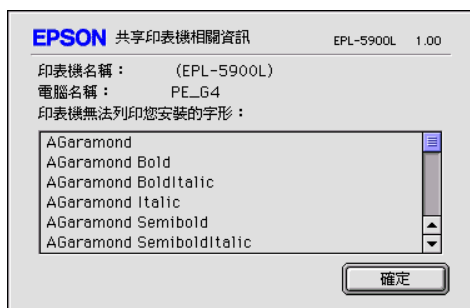 EPSON 共享印表機相關資訊 EPL-5900L 1.00
印表機名稱： (EPL-5900L)
電腦名稱： PE_G4
印表機無法列印您安裝的字形：
AGaramond
AGaramond Bold
AGaramond BoldItalic
AGaramond Italic
AGaramond Semibold
AGaramond SemiboldItalic
確定